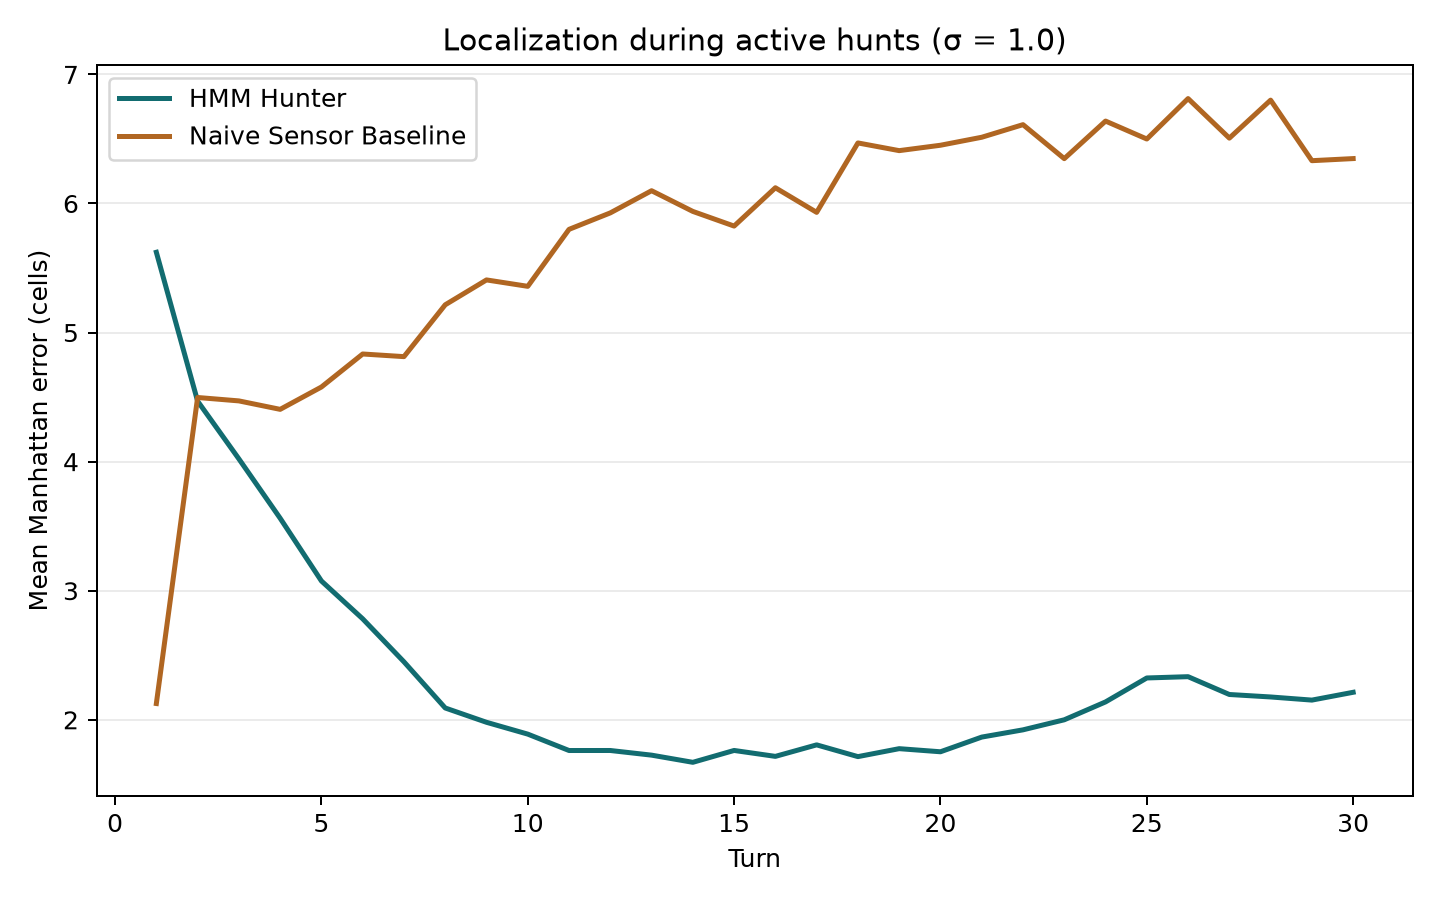 Localization during active hunts (σ = 1.0)
HMM Hunter
Naive Sensor Baseline
Mean Manhattan error (cells)
7
6
5
4
3
2
0 5 10 15 20 25 30
Turn